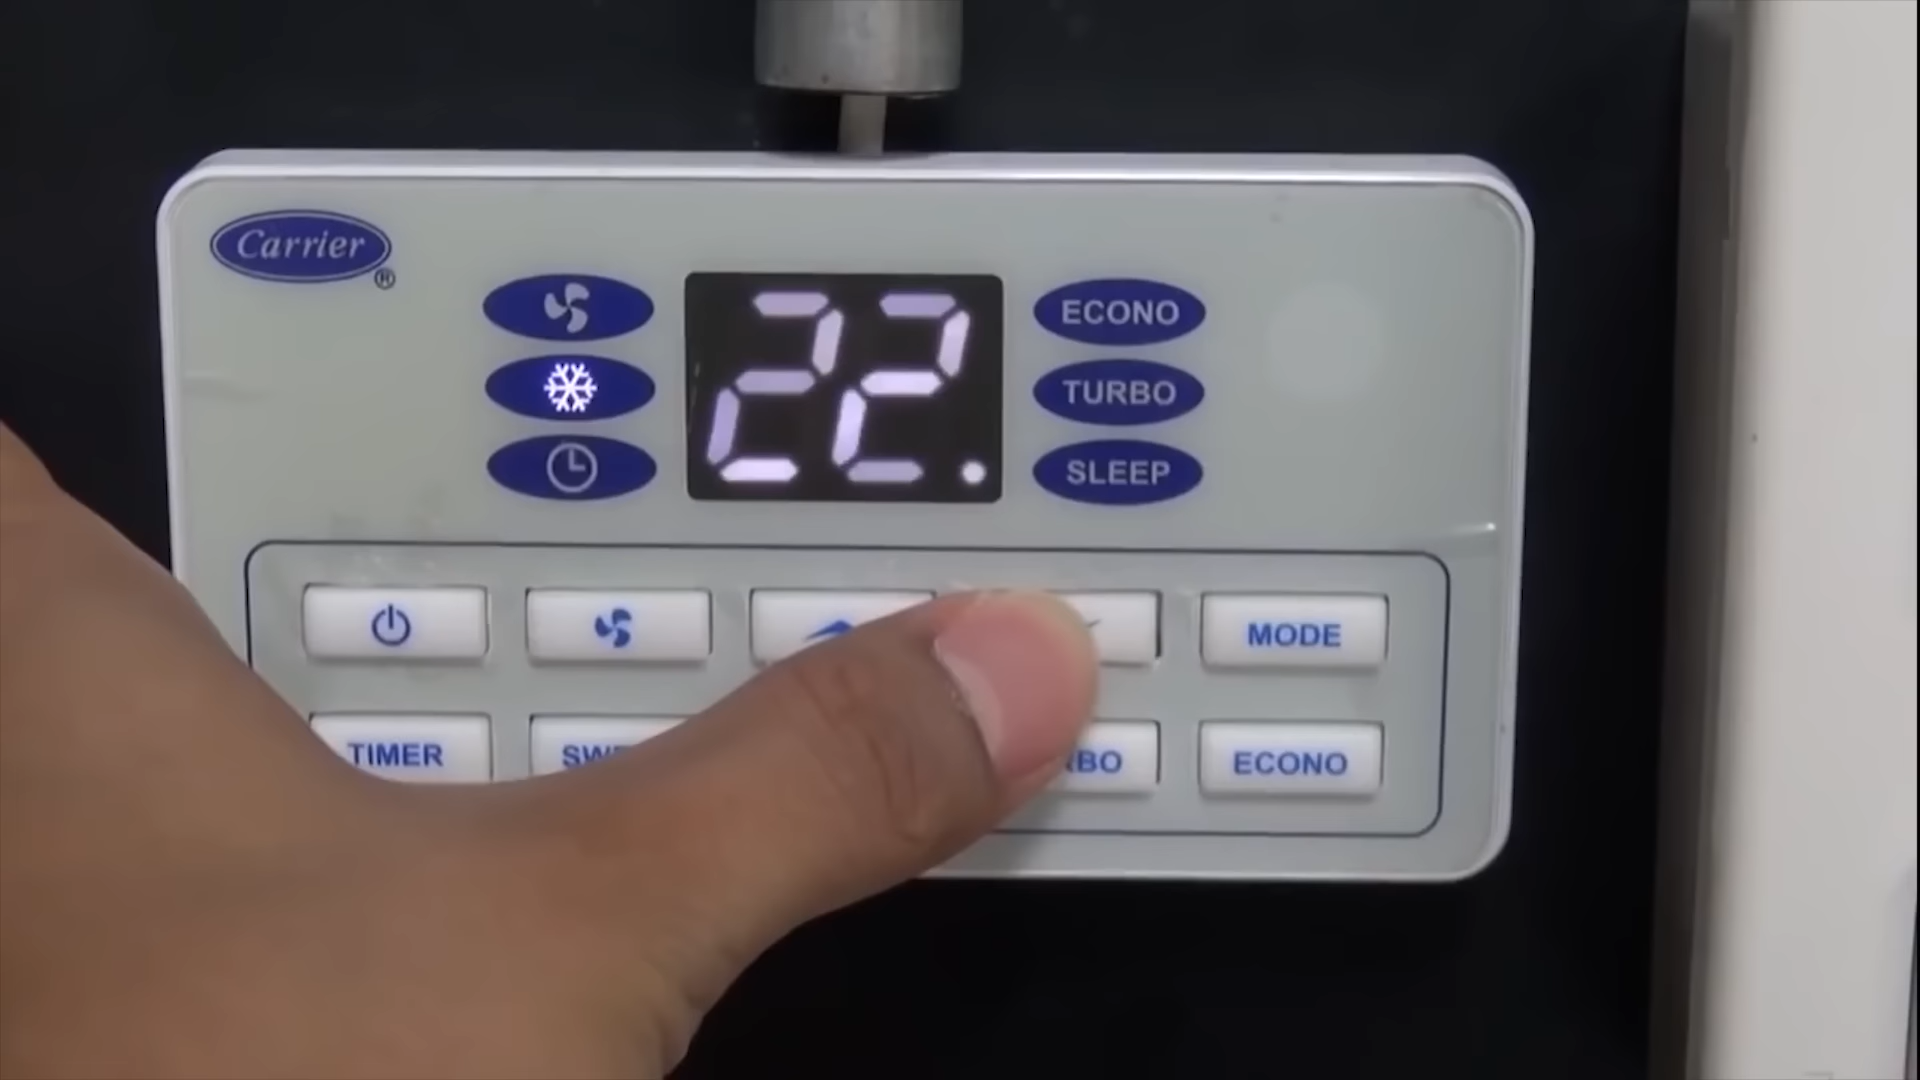 Carrier®
22.
ECONO
TURBO
SLEEP
MODE
TIMER
ECONO